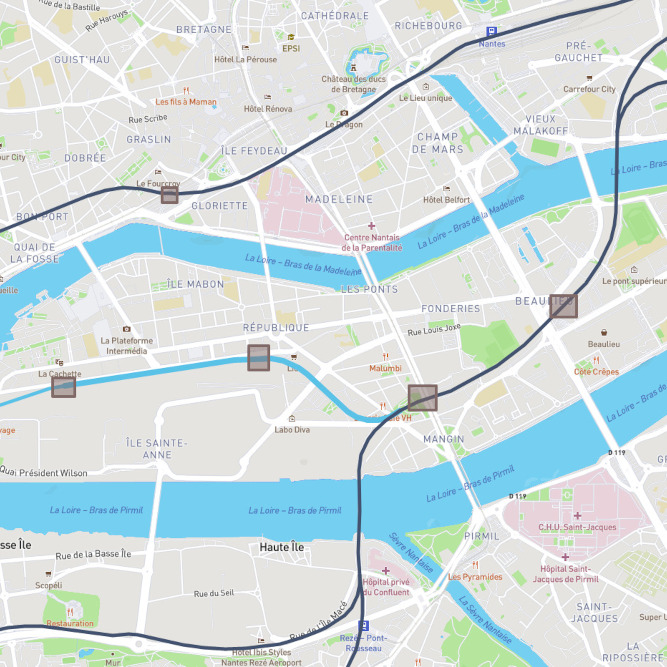 Rue de la Bastille
Rue Harouys
CATHÉDRALE
BRETAGNE
RICHEBOURG
EPSI
Nantes
PRÉ-
GAUCHET
GUIST'HAU
Hôtel La Pérouse
Château des ducs
de Bretagne
Carrefour City
Les fils à Maman
Hôtel Rénova
Le Lieu unique
Rue Scribe
Le Dragon
VIEUX
MALAKOFF
GRASLIN
CHAMP
DE MARS
ÎLE FEYDEAU
our City
DOBRÉE
La Loire – Bra
Le Fourcroy
Hôtel Belfort
GLORIETTE
MADELEINE
BON PORT
La Loire – Bras de la Madeleine
QUAI DE
LA FOSSE
Centre Nantais
de la Parentalité
La Loire – Bras de la Madeleine
ÎLE MABON
LES PONTS
Le pont supérieur
eille
BEAULIEU
FONDERIES
La Plateforme
Intermédia
RÉPUBLIQUE
Rue Louis Joxe
Beaulieu
La Cachette
Malumbi
Côté Crêpes
La Loire – Bras de
VH
yage
Labo Diva
MANGIN
ÎLE SAINTE-
ANNE
D 119
Quai Président Wilson
La Loire – Bras de Pirmil
D 119
La Loire – Bras de Pirmil
La Loire – Bras de Pirmil
C.H.U. Saint-Jacques
PIRMIL
Sèvre Nantaise
sse Île
Haute Île
Rue de la Basse Île
Hôpital Saint-
Jacques de Pirmil
Hôpital privé
du Confluent
Les Pyramides
Scopéli
Rue du Seil
La Sèvre Nantaise
SAINT-
JACQUES
Restauration
Rue de l'Île Macé
Super U
Rezé – Pont-
Rousseau
Hôtel Ibis Styles
Nantes Rezé Aéroport
Mur
LA
RIPOSSIÈRE